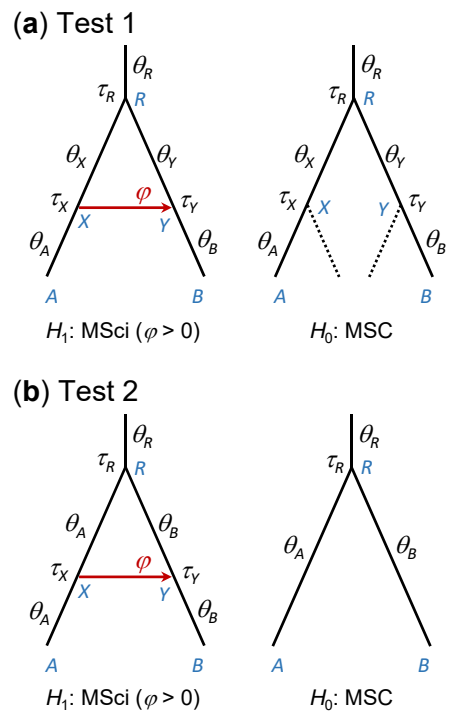 (a) Test 1
θR θR
τR R τR R
θX θY θX θY
τX φ τY τX X Y τY
X Y
θA θB θA θB
A B A B
H1: MSci (φ > 0) H0: MSC
(b) Test 2
θR θR
τR R τR R
θA θB θA θB
τX φ τY
X Y
θA θB
A B A B
H1: MSci (φ > 0) H0: MSC